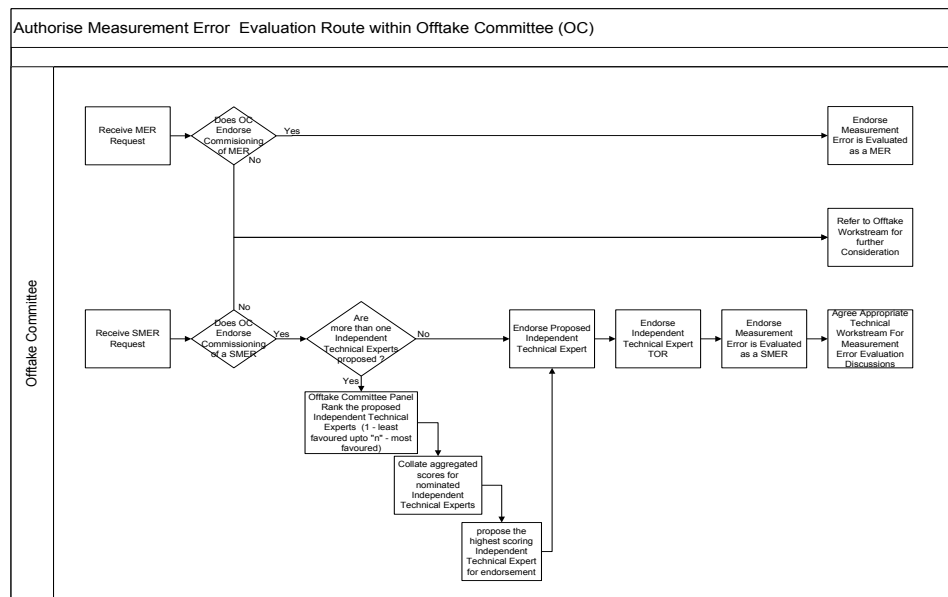 Authorise Measurement Error Evaluation Route within Offtake Committee (OC)
Offtake Committee
Receive MER
Request
Does OC
Endorse
Commisioning
of MER
Yes
No
Endorse
Measurement
Error is Evaluated
as a MER
Refer to Offtake
Workstream for
further
Consideration
No
Receive SMER
Request
Does OC
Endorse
Commissioning
of a SMER
Yes
Are
more than one
Independent
Technical Experts
proposed ?
No
Yes
Endorse Proposed
Independent
Technical Expert
Endorse
Independent
Technical Expert
TOR
Endorse
Measurement
Error is Evaluated
as a SMER
Agree Appropriate
Technical
Workstream For
Measurement
Error Evaluation
Discussions
Offtake Committee Panel
Rank the proposed
Independent Technical
Experts (1 - least
favoured upto "n" - most
favoured)
Collate aggregated
scores for
nominated
Independent
Technical Experts
propose the
highest scoring
Independent
Technical Expert
for endorsement